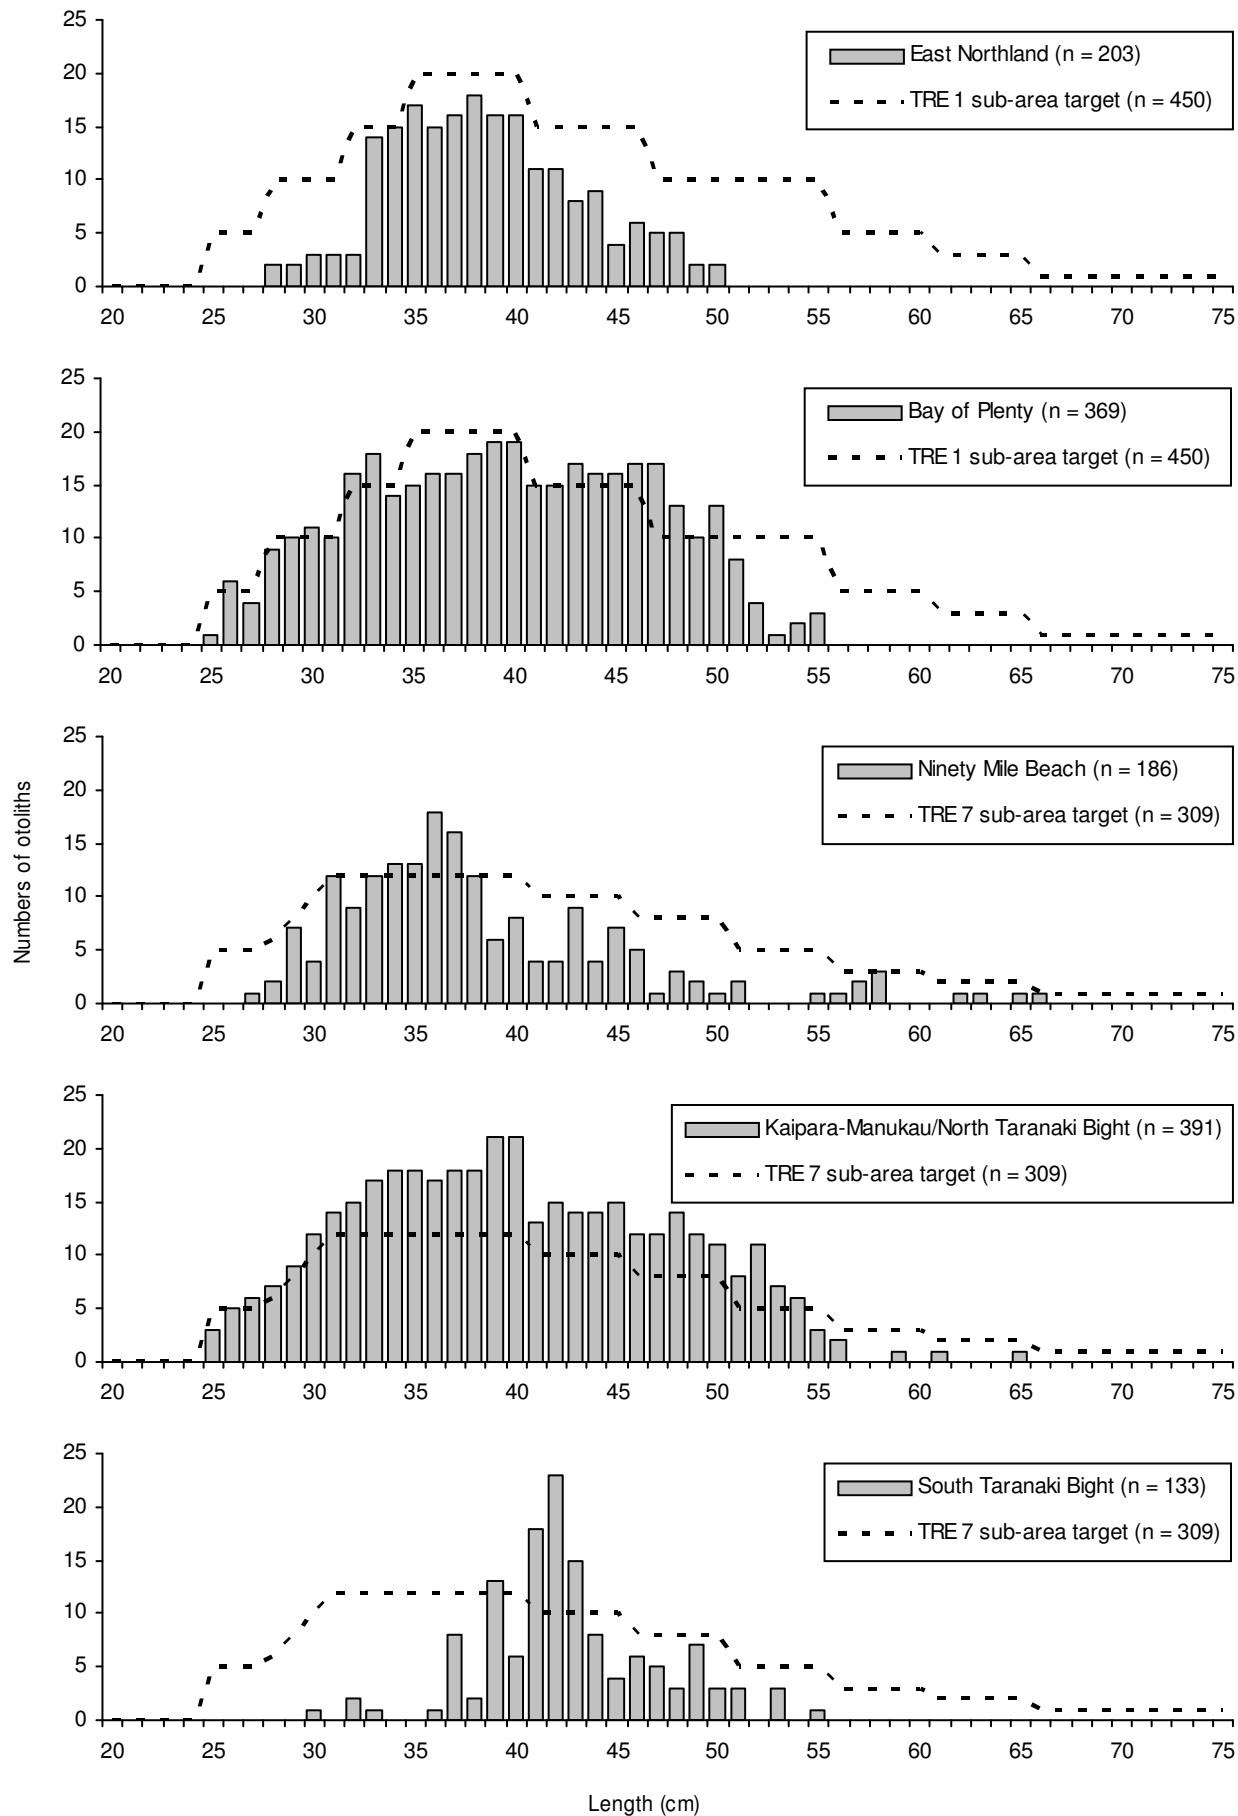 25
20
15
10
5
0
East Northland (n = 203)
TRE 1 sub-area target (n = 450)
20 25 30 35 40 45 50 55 60 65 70 75
25
20
15
10
5
0
Bay of Plenty (n = 369)
TRE 1 sub-area target (n = 450)
20 25 30 35 40 45 50 55 60 65 70 75
Numbers of otoliths
25
20
15
10
5
0
Ninety Mile Beach (n = 186)
TRE 7 sub-area target (n = 309)
20 25 30 35 40 45 50 55 60 65 70 75
25
20
15
10
5
0
Kaipara-Manukau/North Taranaki Bight (n = 391)
TRE 7 sub-area target (n = 309)
20 25 30 35 40 45 50 55 60 65 70 75
25
20
15
10
5
0
South Taranaki Bight (n = 133)
TRE 7 sub-area target (n = 309)
20 25 30 35 40 45 50 55 60 65 70 75
Length (cm)